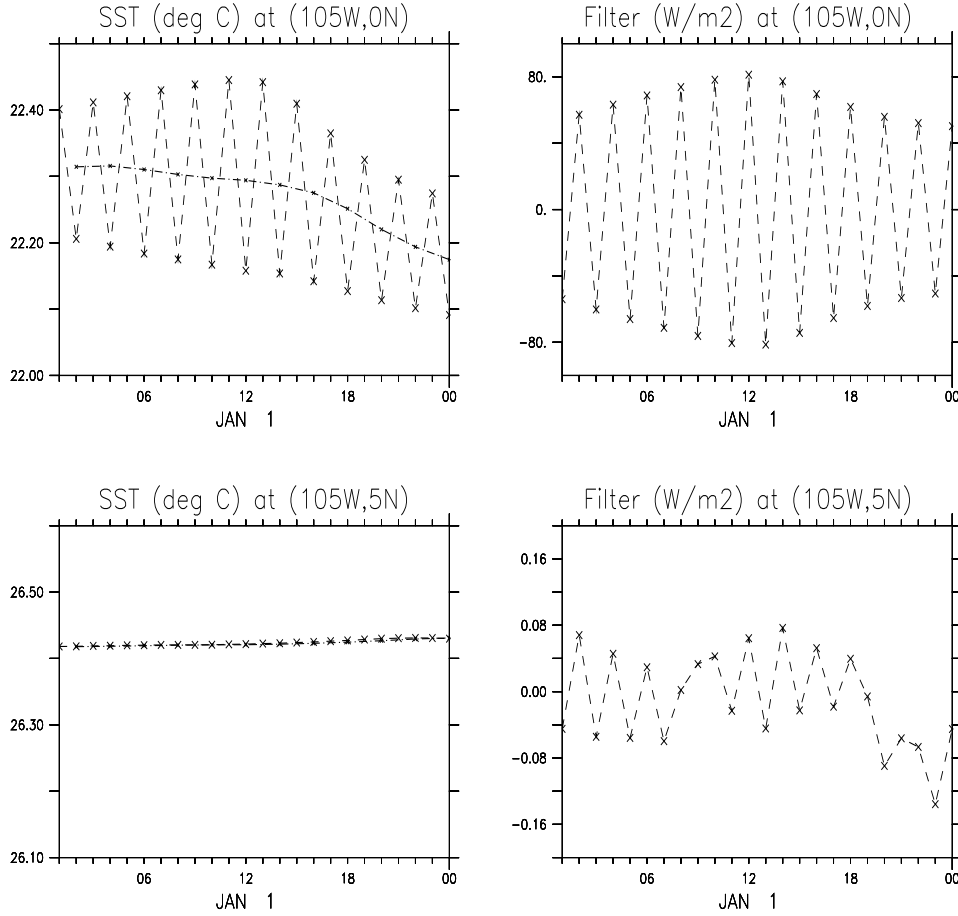 SST (deg C) at (105W,0N)
22.40
22.20
22.00
06 12 18 00
JAN 1
Filter (W/m2) at (105W,0N)
80.
0.
-80.
06 12 18 00
JAN 1
SST (deg C) at (105W,5N)
26.50
26.30
26.10
06 12 18 00
JAN 1
Filter (W/m2) at (105W,5N)
0.16
0.08
0.00
-0.08
-0.16
06 12 18 00
JAN 1